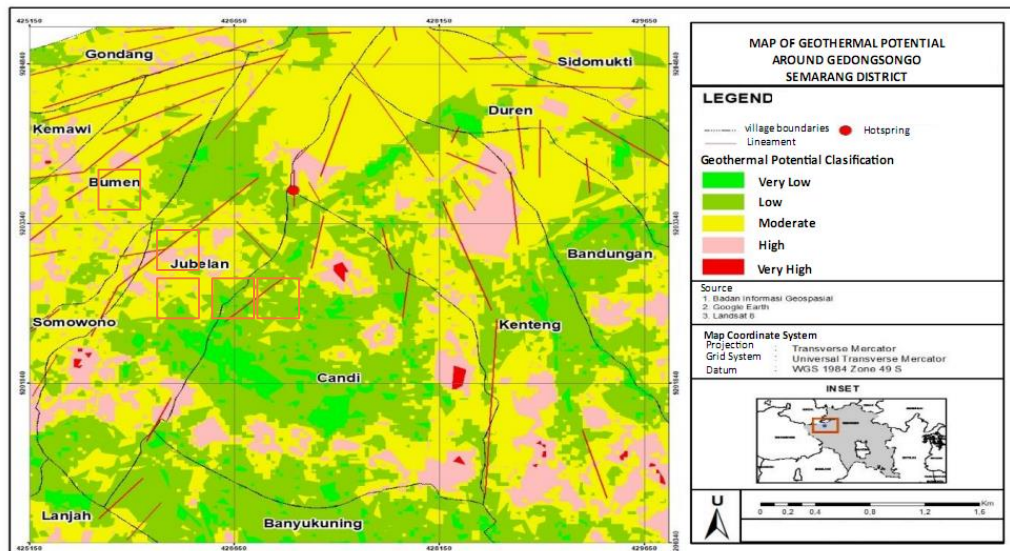 425150
426650
428150
429650
Gondang
Sidomukti
Duren
Kemawi
Bumen
Jubelan
Bandungan
Somowono
Kenteng
Candi
Lanjah
Banyukuning
425150
426650
428150
429650
MAP OF GEOTHERMAL POTENTIAL
AROUND GEDONGSONGO
SEMARANG DISTRICT
LEGEND
village boundaries
Hotspring
Lineament
Geothermal Potential Clasification
Very Low
Low
Moderate
High
Very High
Source
1. Badan Informasi Geospasial
2. Google Earth
3. Landsat 8
Map Coordinate System
Projection : Transverse Mercator
Grid System : Universal Transverse Mercator
Datum : WGS 1984 Zone 49 S
INSET
U
Km
0 0.2 0.4 0.8 1.2 1.6